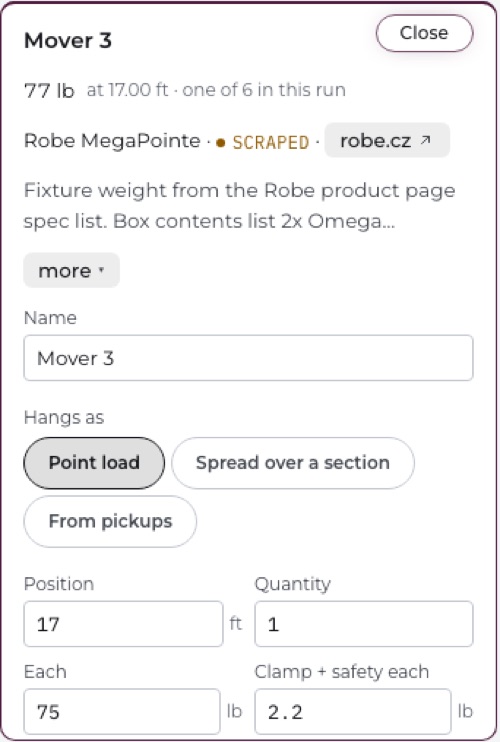 Mover 3
Close
77 lb at 17.00 ft · one of 6 in this run
Robe MegaPointe · ● SCRAPED · robe.cz ↗
Fixture weight from the Robe product page
spec list. Box contents list 2x Omega...
more ▾
Name
Mover 3
Hangs as
Point load
Spread over a section
From pickups
Position
Quantity
17 ft
1
Each
Clamp + safety each
75 lb
2.2 lb